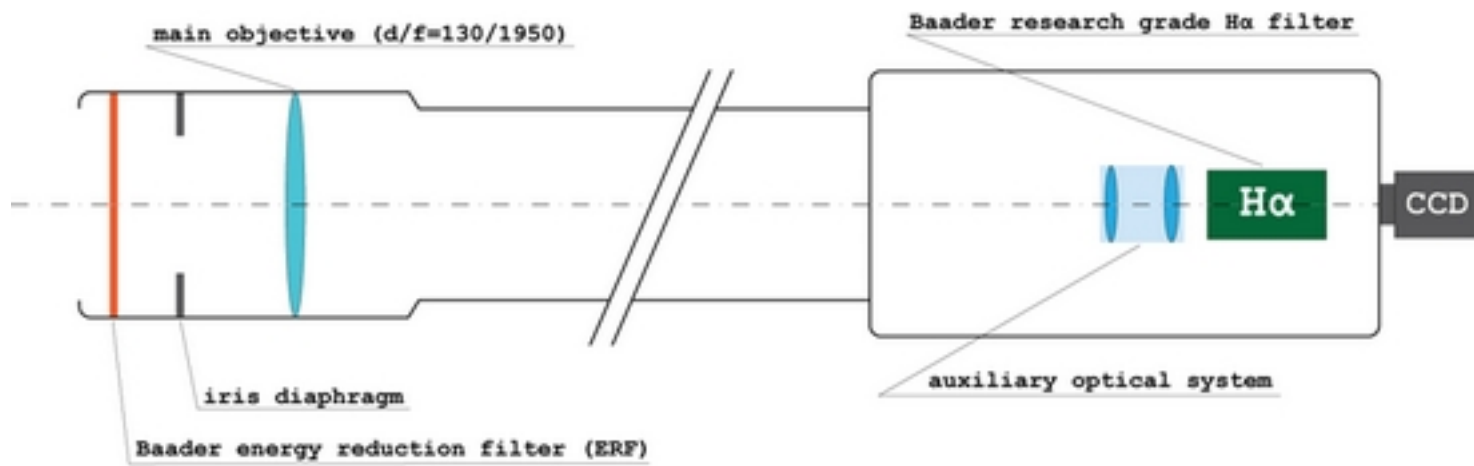 main objective (d/f=130/1950)
Baader research grade Hα filter
Hα
CCD
iris diaphragm
auxiliary optical system
Baader energy reduction filter (ERF)